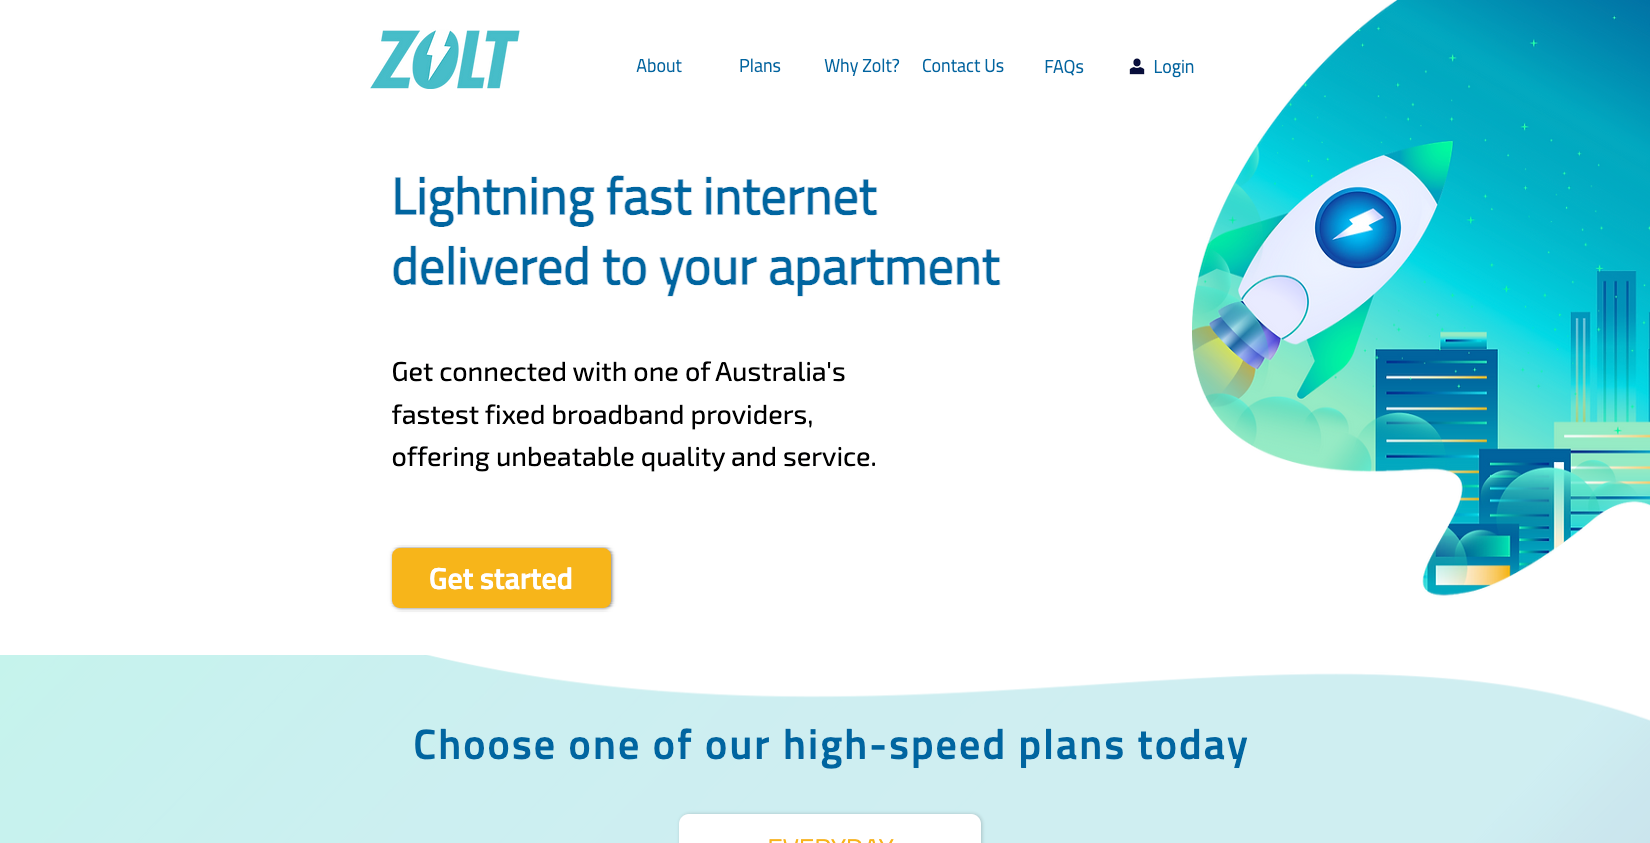 ZOLT
About Plans Why Zolt? Contact Us FAQs Login
Lightning fast internet
delivered to your apartment
Get connected with one of Australia's
fastest fixed broadband providers,
offering unbeatable quality and service.
Get started
Choose one of our high-speed plans today
EVERYDAY